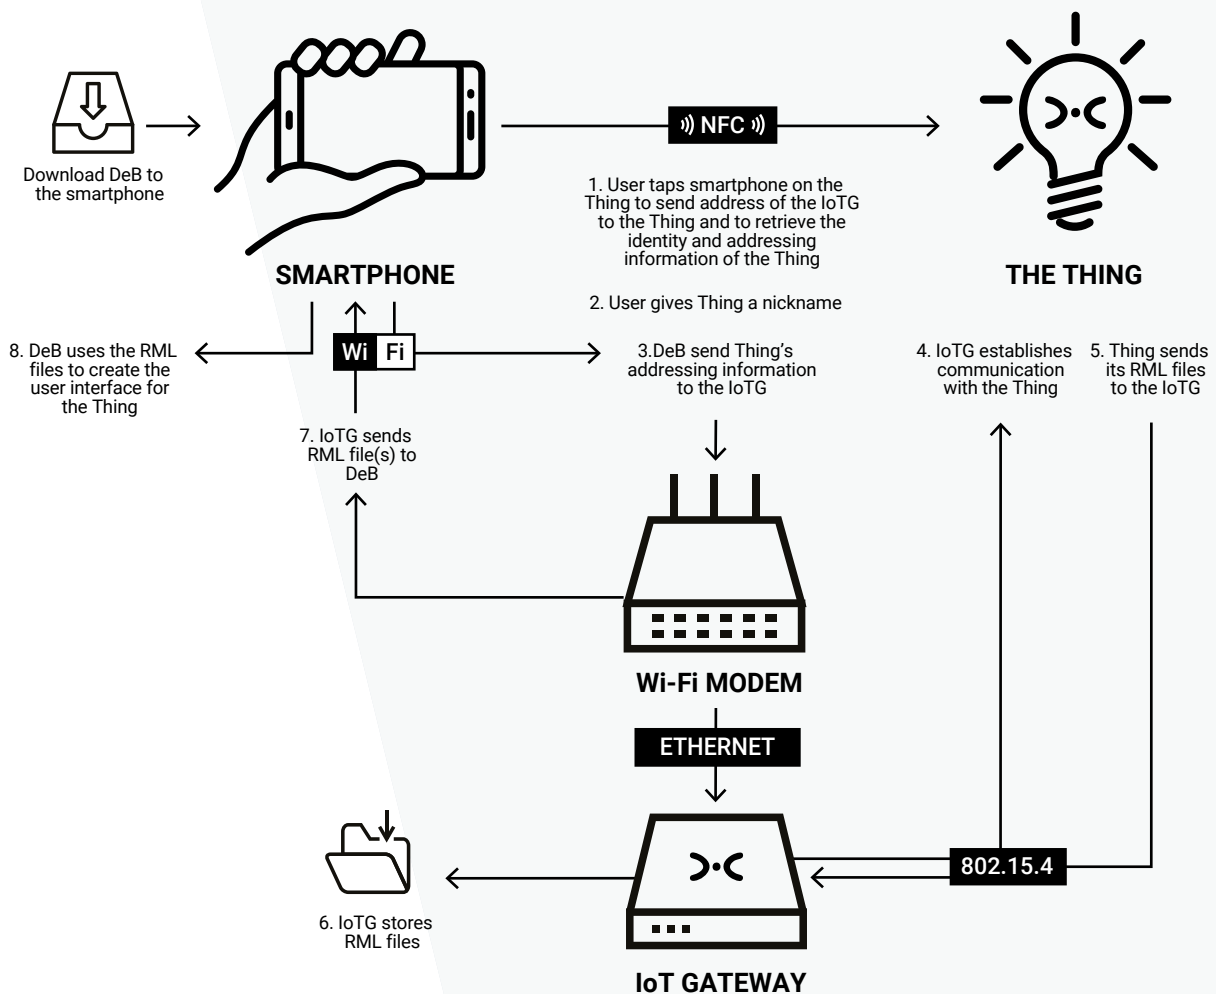 Download DeB to
the smartphone
NFC
1. User taps smartphone on the
Thing to send address of the IoTG
to the Thing and to retrieve the
identity and addressing
information of the Thing
SMARTPHONE
THE THING
2. User gives Thing a nickname
8. DeB uses the RML
files to create the
user interface for
the Thing
Wi Fi
3.DeB send Thing's
addressing information
to the IoTG
4. IoTG establishes
communication
with the Thing
5. Thing sends
its RML files
to the IoTG
7. IoTG sends
RML file(s) to
DeB
Wi-Fi MODEM
ETHERNET
802.15.4
6. IoTG stores
RML files
IoT GATEWAY